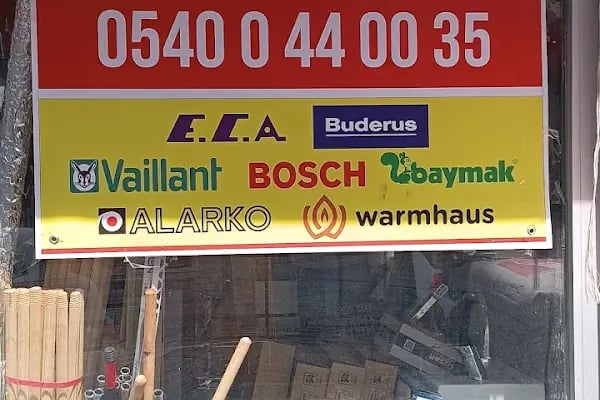 0540 0 44 00 35
E.C.A Buderus
Vaillant BOSCH baymak
ALARKO warmhaus